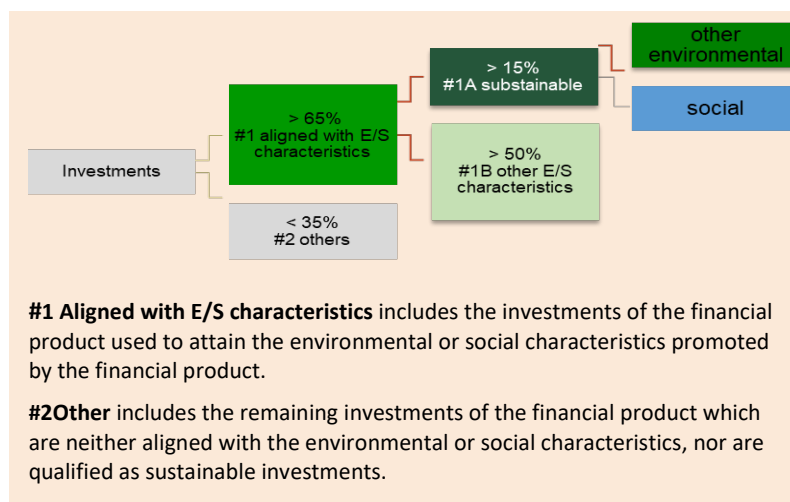 other
environmental
> 15%
#1A substainable
social
> 65%
#1 aligned with E/S
characteristics
> 50%
#1B other E/S
characteristics
Investments
< 35%
#2 others
#1 Aligned with E/S characteristics includes the investments of the financial
product used to attain the environmental or social characteristics promoted
by the financial product.
#2Other includes the remaining investments of the financial product which
are neither aligned with the environmental or social characteristics, nor are
qualified as sustainable investments.